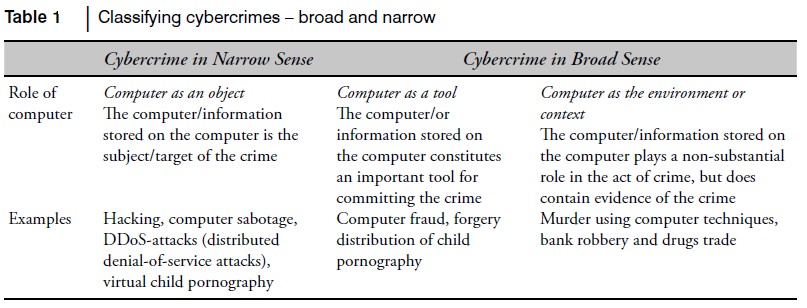 Table 1 Classifying cybercrimes – broad and narrow
Cybercrime in Narrow Sense Cybercrime in Broad Sense
Role of computer
Computer as an object
The computer/information
stored on the computer is the
subject/target of the crime
Computer as a tool
The computer/or
information stored on
the computer constitutes
an important tool for
committing the crime
Computer as the environment or
context
The computer/information stored on
the computer plays a non-substantial
role in the act of crime, but does
contain evidence of the crime
Examples
Hacking, computer sabotage,
DDoS-attacks (distributed
denial-of-service attacks),
virtual child pornography
Computer fraud, forgery
distribution of child
pornography
Murder using computer techniques,
bank robbery and drugs trade